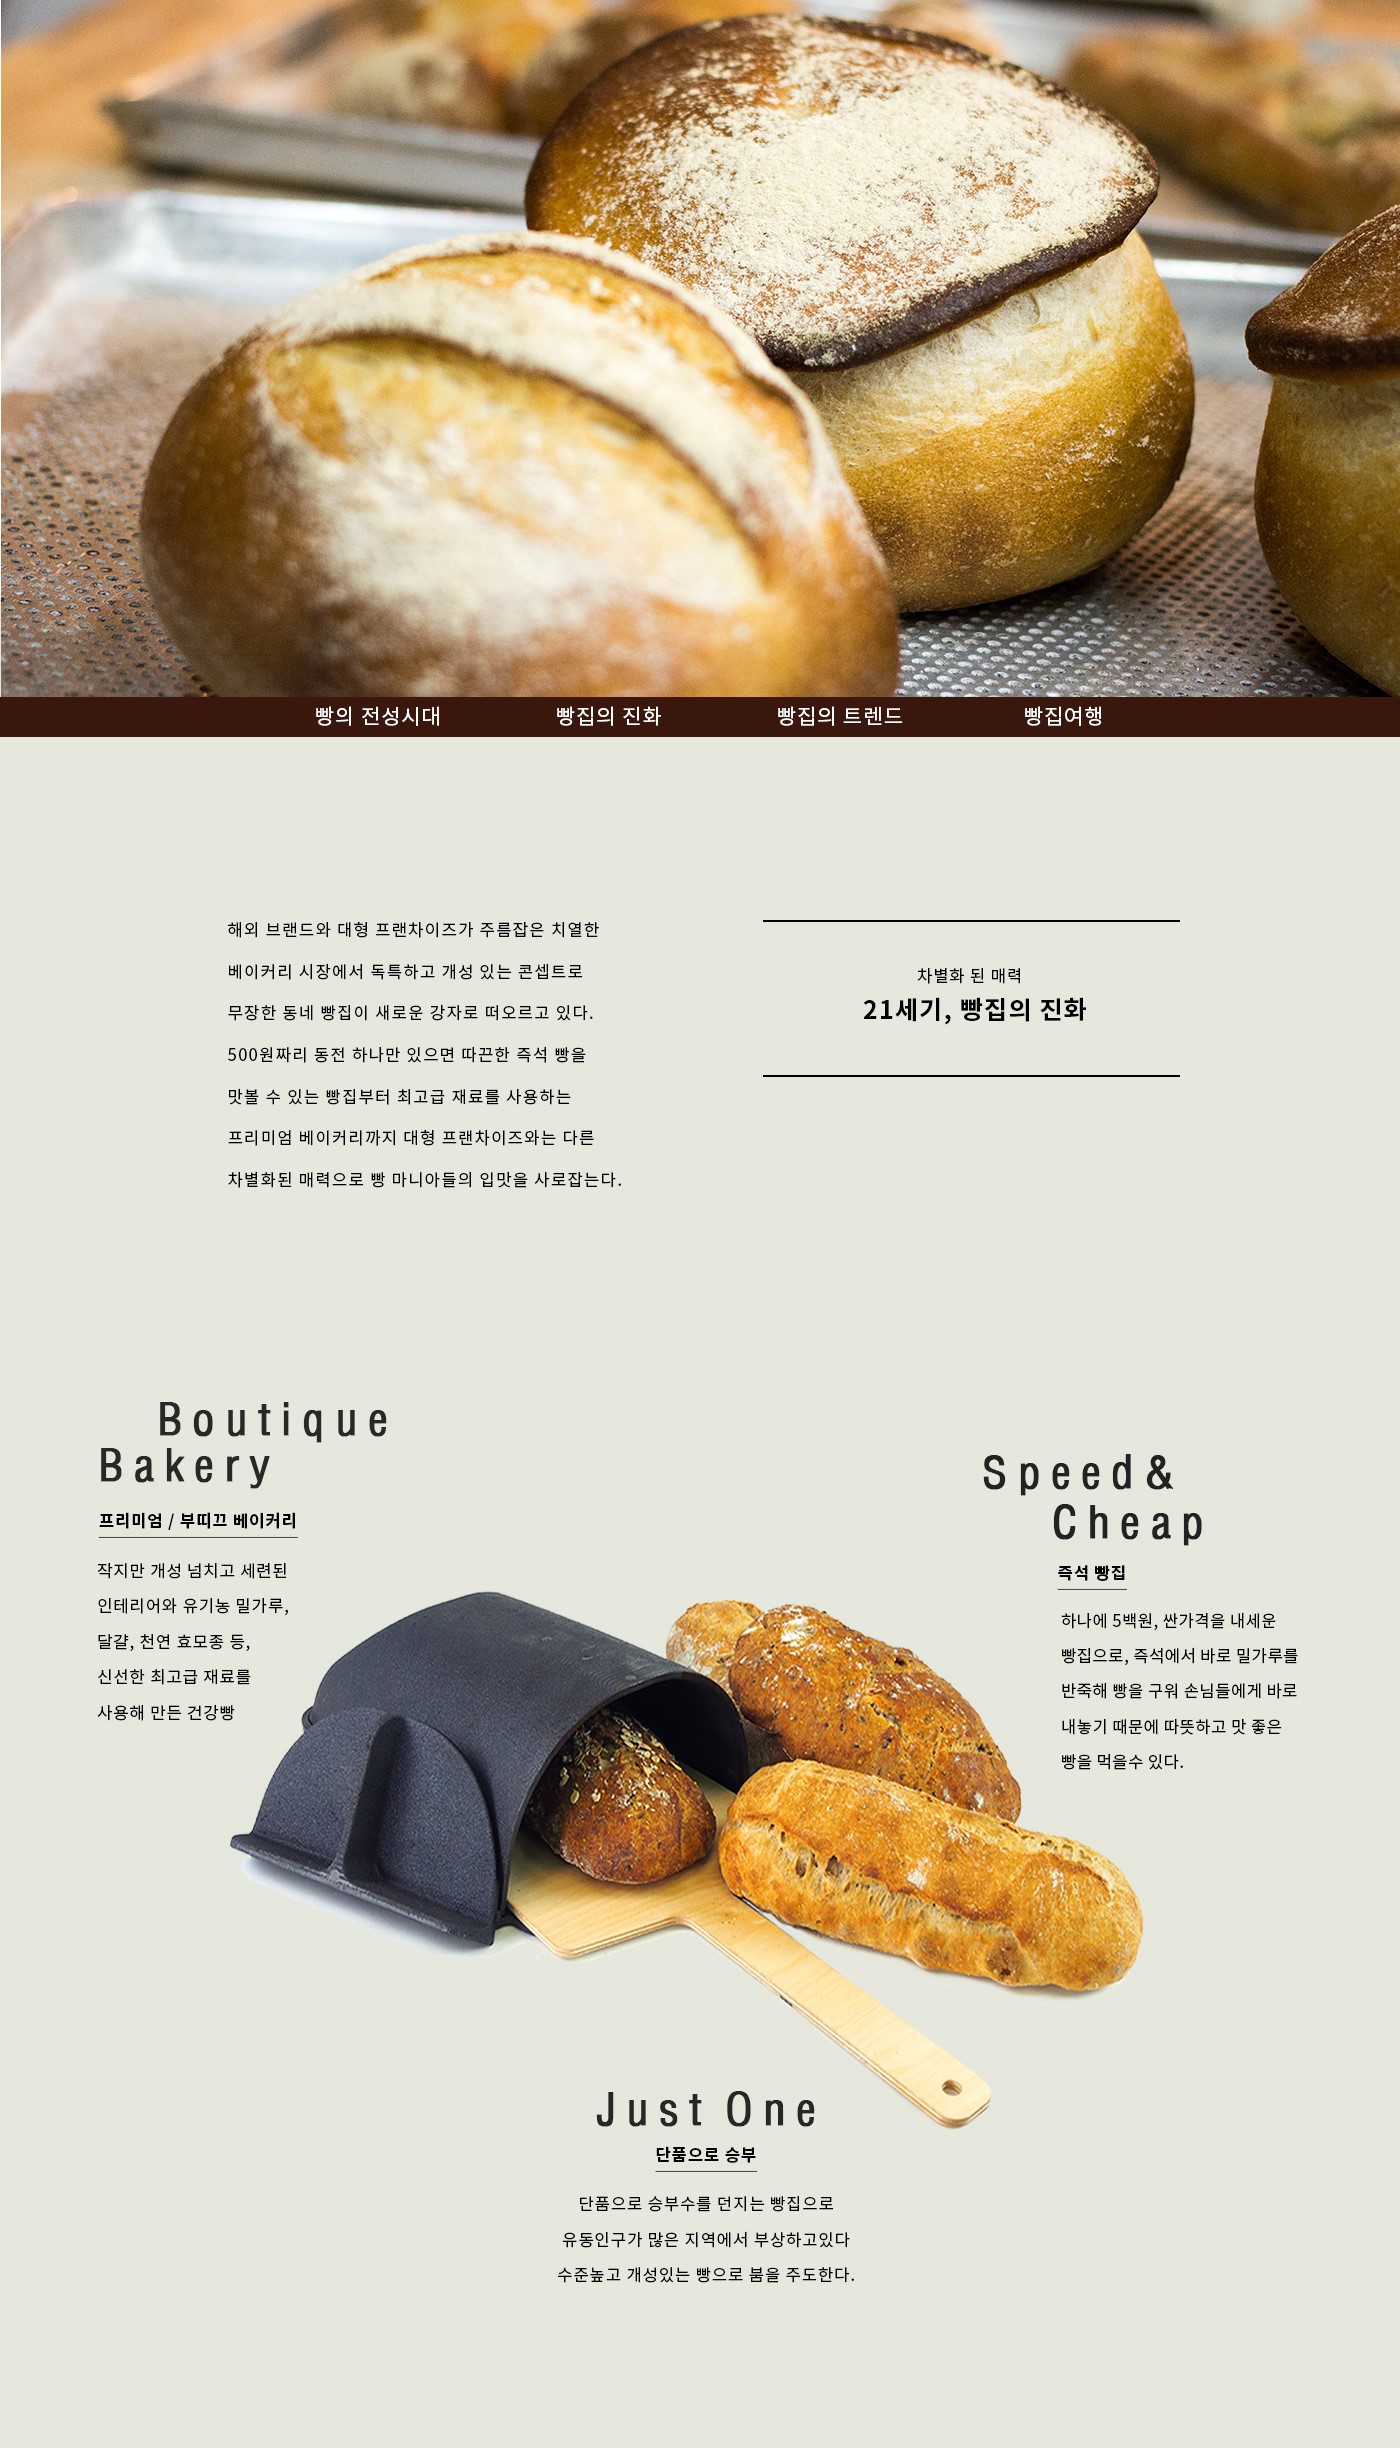 빵의 전성시대 빵집의 진화 빵집의 트렌드 빵집여행
해외 브랜드와 대형 프랜차이즈가 주름잡은 치열한
베이커리 시장에서 독특하고 개성 있는 콘셉트로
무장한 동네 빵집이 새로운 강자로 떠오르고 있다.
500원짜리 동전 하나만 있으면 따끈한 즉석 빵을
맛볼 수 있는 빵집부터 최고급 재료를 사용하는
프리미엄 베이커리까지 대형 프랜차이즈와는 다른
차별화된 매력으로 빵 마니아들의 입맛을 사로잡는다.
차별화 된 매력
21세기, 빵집의 진화
Boutique
Bakery
프리미엄 / 부띠끄 베이커리
작지만 개성 넘치고 세련된
인테리어와 유기농 밀가루,
달걀, 천연 효모종 등,
신선한 최고급 재료를
사용해 만든 건강빵
Speed&
Cheap
즉석 빵집
하나에 5백원, 싼가격을 내세운
빵집으로, 즉석에서 바로 밀가루를
반죽해 빵을 구워 손님들에게 바로
내놓기 때문에 따뜻하고 맛 좋은
빵을 먹을수 있다.
Just One
단품으로 승부
단품으로 승부수를 던지는 빵집으로
유동인구가 많은 지역에서 부상하고있다
수준높고 개성있는 빵으로 붐을 주도한다.